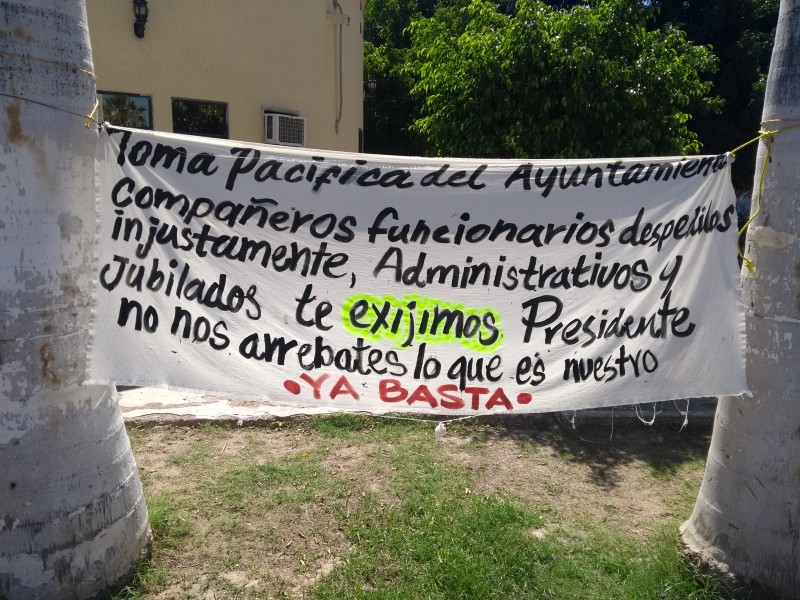 Toma Pacifica del Ayuntamiento
Compañeros funcionarios despedidos
injustamente, Administrativos y
Jubilados te exijimos Presidente
no nos arrebates lo que es nuestro
•YA BASTA•